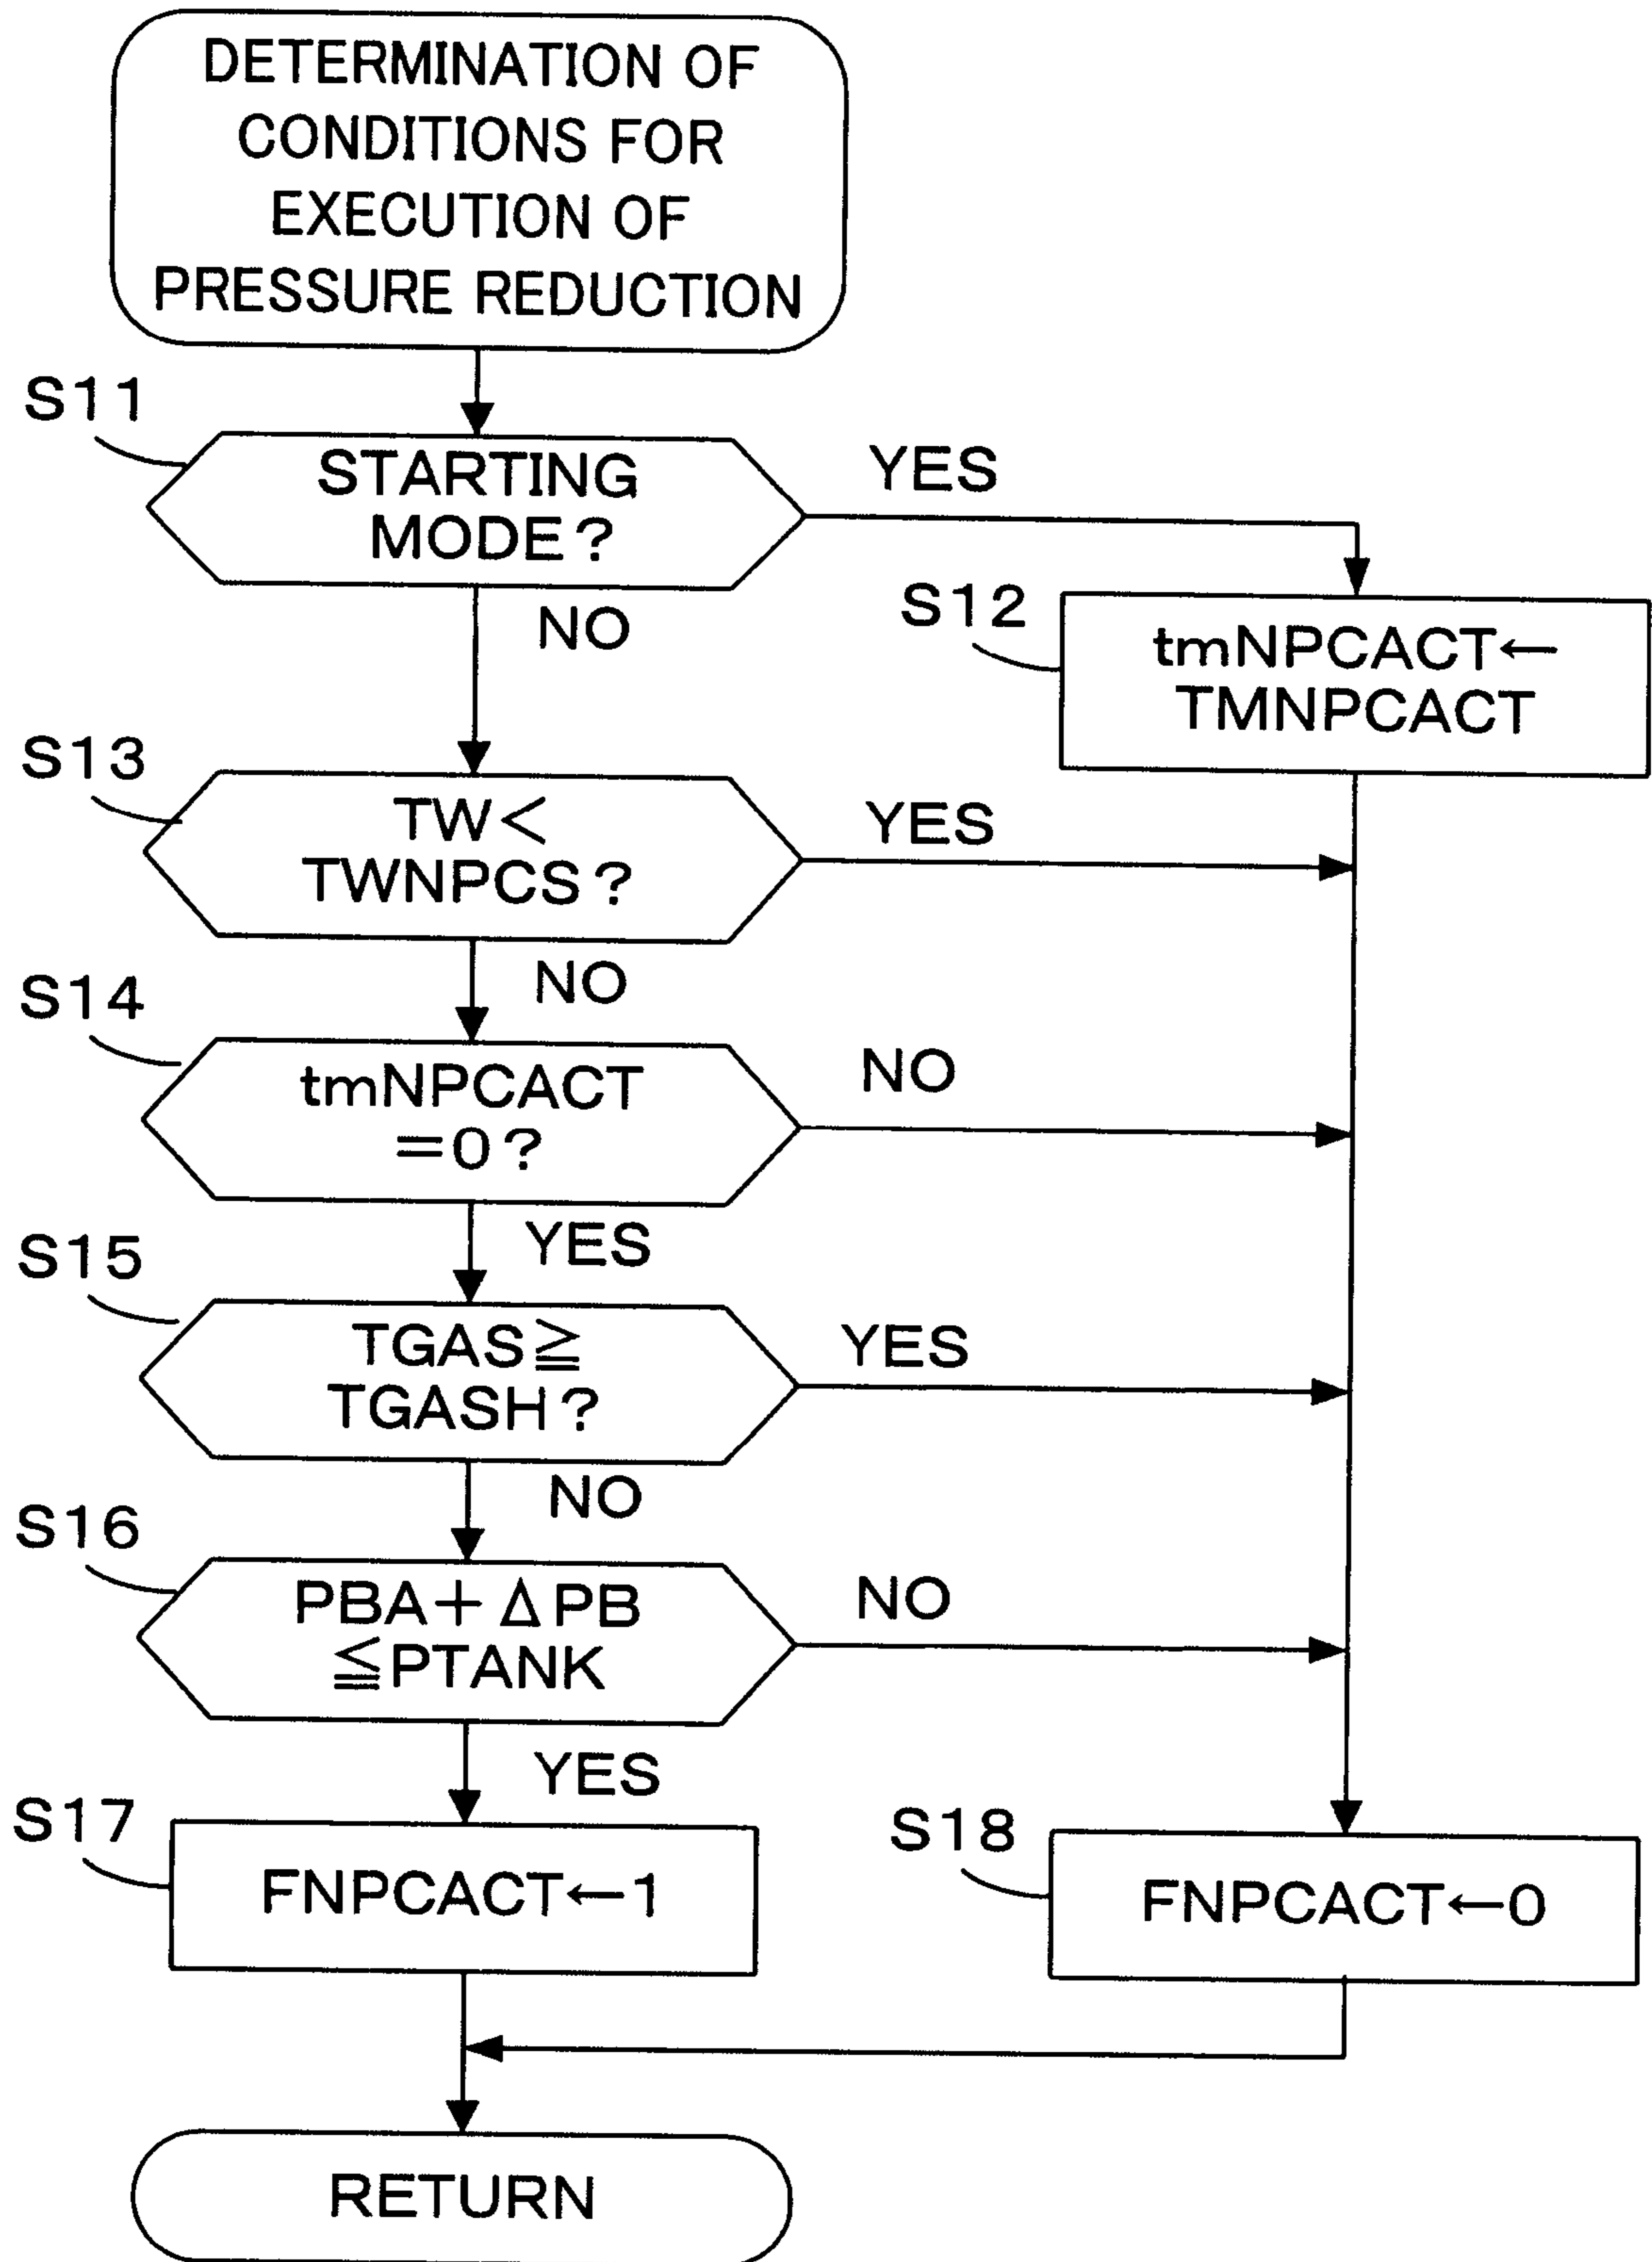 DETERMINATION OF
CONDITIONS FOR
EXECUTION OF
PRESSURE REDUCTION
S11
STARTING
MODE?
YES
NO
S12
tmNPCACT←
TMNPCACT
S13
TW<
TWNPCS?
YES
NO
S14
tmNPCACT
=0?
NO
YES
S15
TGAS≧
TGASH?
YES
NO
S16
PBA+ΔPB
≦PTANK
NO
YES
S17
FNPCACT←1
S18
FNPCACT←0
RETURN